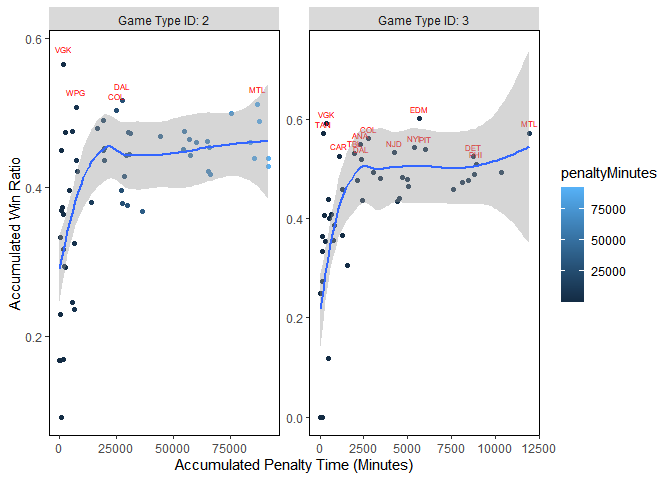 Game Type ID: 2
Game Type ID: 3
Accumulated Win Ratio
0.6
0.4
0.2
VGK
WPG
DAL
COL
MTL
0
25000
50000
75000
0.6
0.4
0.2
0.0
VGK
EDM
MTL
COL
ANA
CAR
DAL
NJD
NYI
PIT
DET
PHI
0
2500
5000
7500
10000
12500
Accumulated Penalty Time (Minutes)
penaltyMinutes
75000
50000
25000